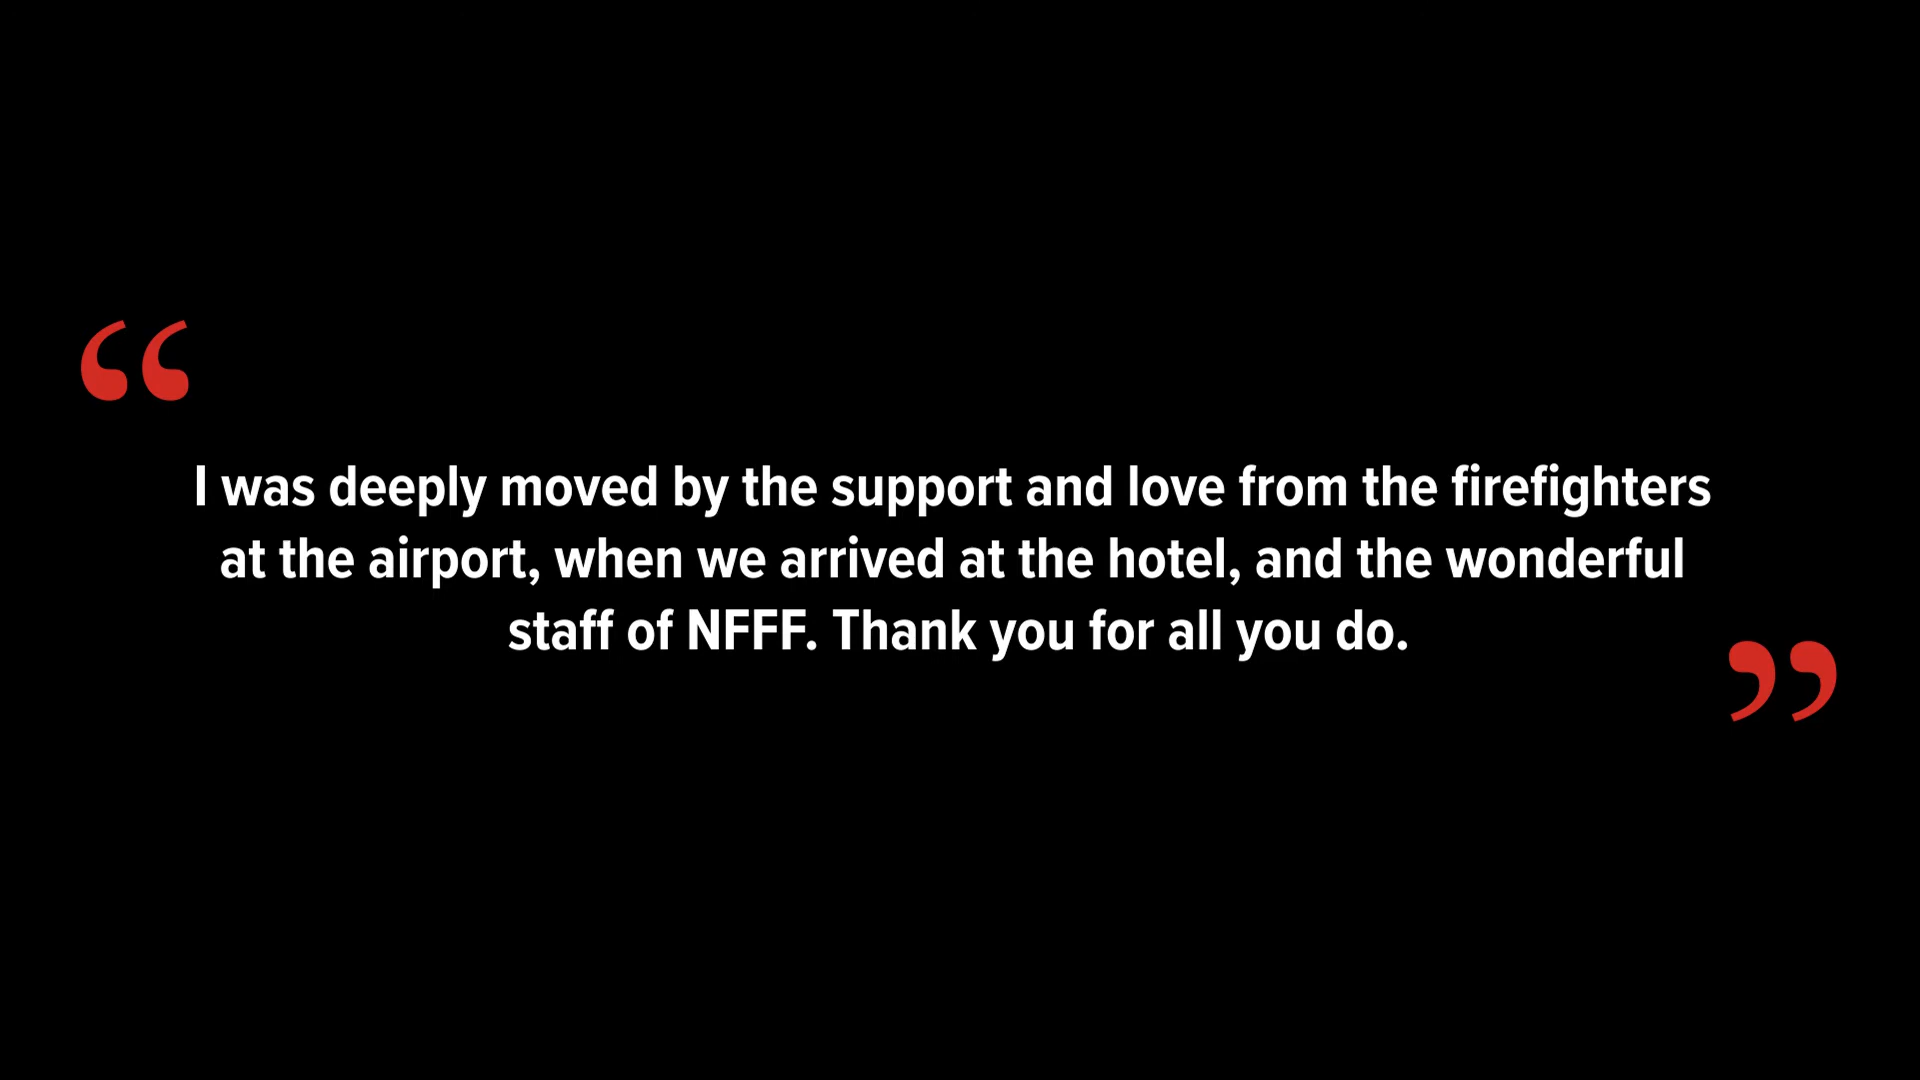 “
I was deeply moved by the support and love from the firefighters
at the airport, when we arrived at the hotel, and the wonderful
staff of NFFF. Thank you for all you do.
”